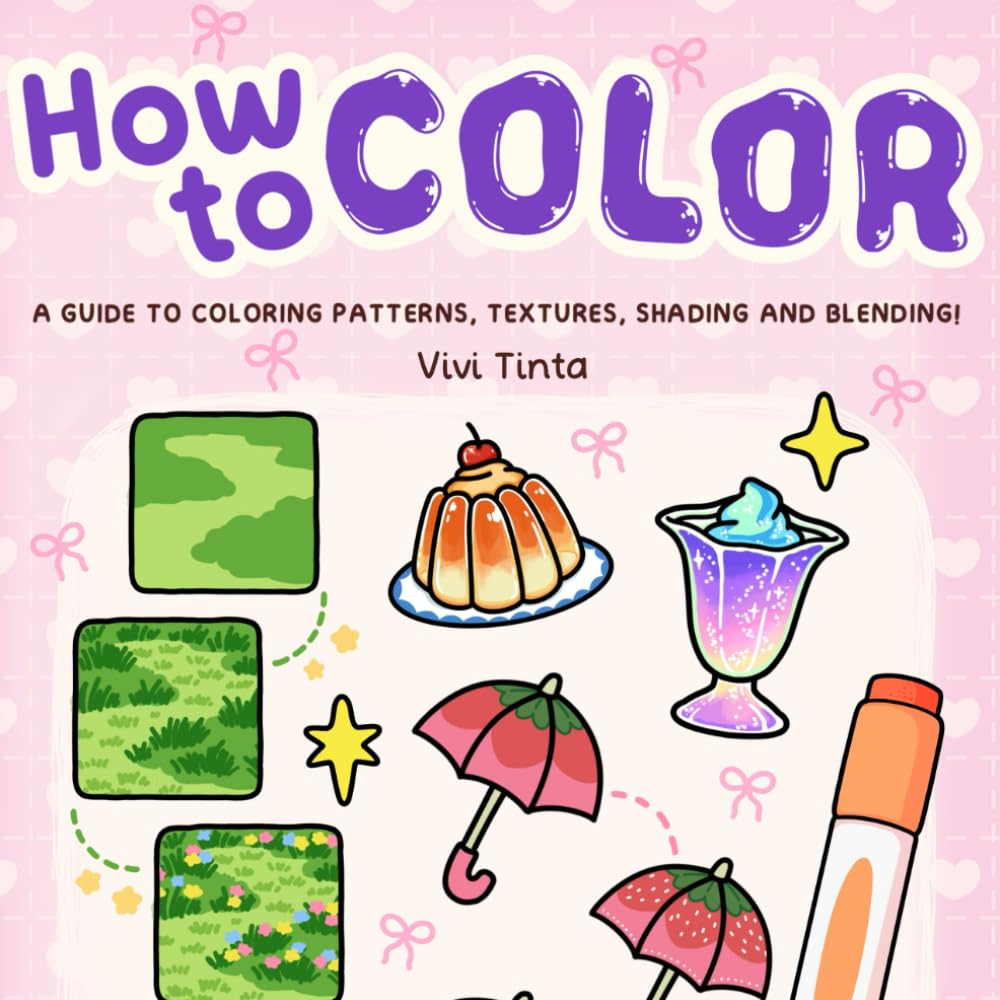 How to COLOR
A GUIDE TO COLORING PATTERNS, TEXTURES, SHADING AND BLENDING!
Vivi Tinta